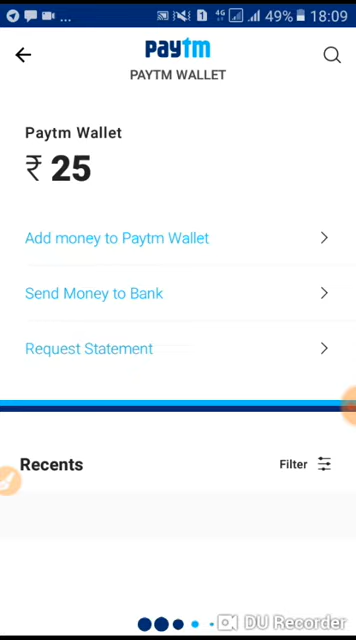 4G 49% 18:09
paytm
PAYTM WALLET
Paytm Wallet
₹ 25
Add money to Paytm Wallet
Send Money to Bank
Request Statement
Recents
Filter
DU Recorder